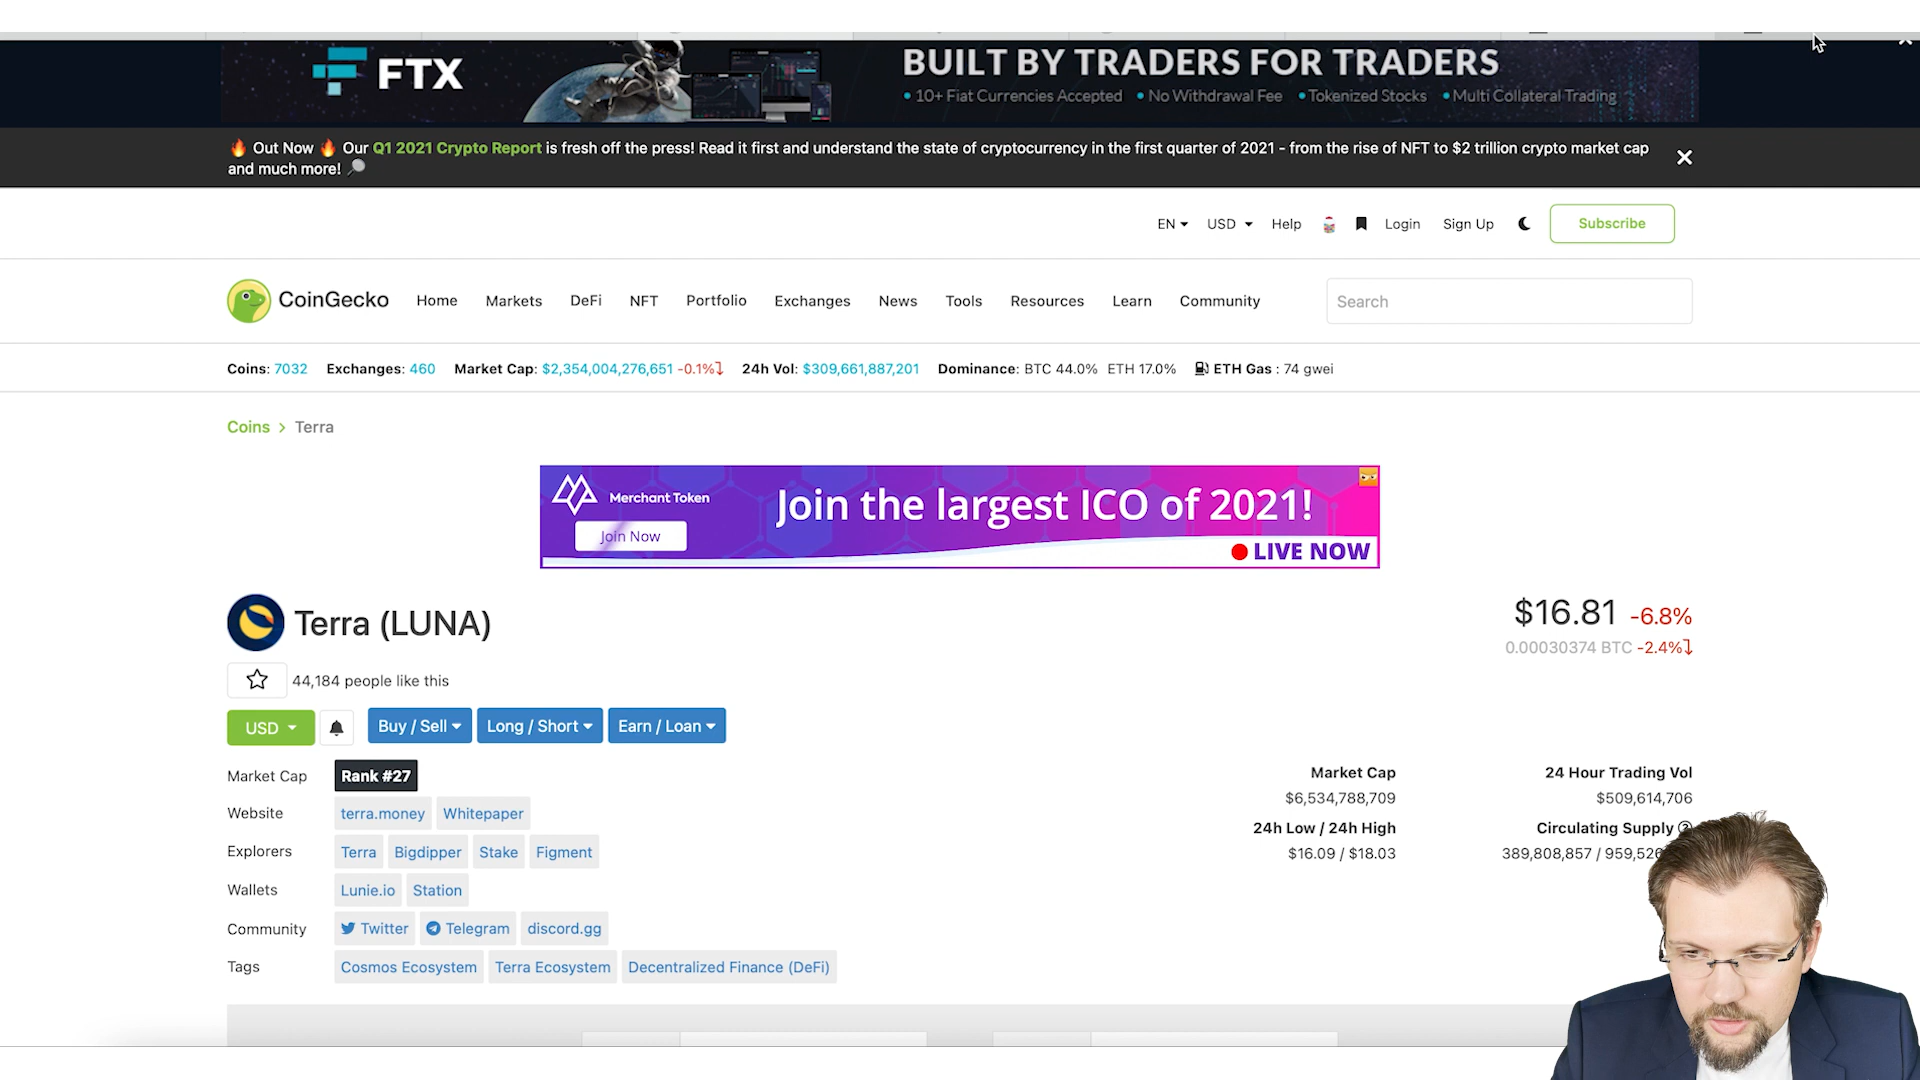 FTX
BUILT BY TRADERS FOR TRADERS
• 10+ Fiat Currencies Accepted • No Withdrawal Fee • Tokenized Stocks • Multi Collateral Trading
🔥 Out Now 🔥 Our Q1 2021 Crypto Report is fresh off the press! Read it first and understand the state of cryptocurrency in the first quarter of 2021 - from the rise of NFT to $2 trillion crypto market cap
and much more! 🔎
EN USD Help Login Sign Up Subscribe
CoinGecko Home Markets DeFi NFT Portfolio Exchanges News Tools Resources Learn Community Search
Coins: 7032 Exchanges: 460 Market Cap: $2,354,004,276,651 -0.1% 24h Vol: $309,661,887,201 Dominance: BTC 44.0% ETH 17.0% ETH Gas : 74 gwei
Coins > Terra
Merchant Token
Join Now
Join the largest ICO of 2021!
LIVE NOW
Terra (LUNA)
$16.81 -6.8%
0.00030374 BTC -2.4%
44,184 people like this
USD Buy / Sell Long / Short Earn / Loan
Market Cap Rank #27
Website terra.money Whitepaper
Explorers Terra Bigdipper Stake Figment
Wallets Lunie.io Station
Community Twitter Telegram discord.gg
Tags Cosmos Ecosystem Terra Ecosystem Decentralized Finance (DeFi)
Market Cap
$6,534,788,709
24h Low / 24h High
$16.09 / $18.03
24 Hour Trading Vol
$509,614,706
Circulating Supply
389,808,857 / 959,526